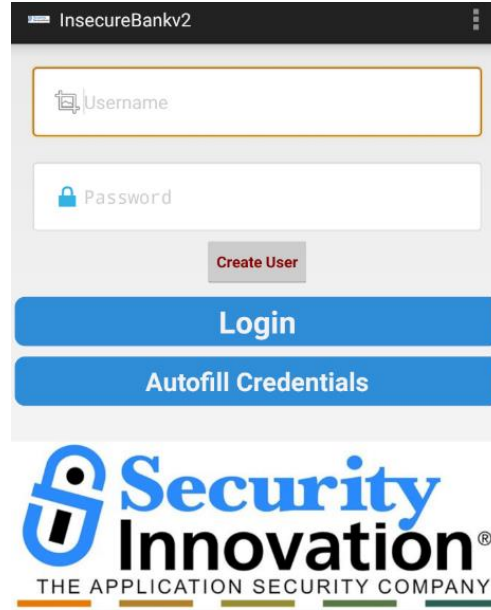 InsecureBankv2
Username
Password
Create User
Login
Autofill Credentials
Security
Innovation®
THE APPLICATION SECURITY COMPANY